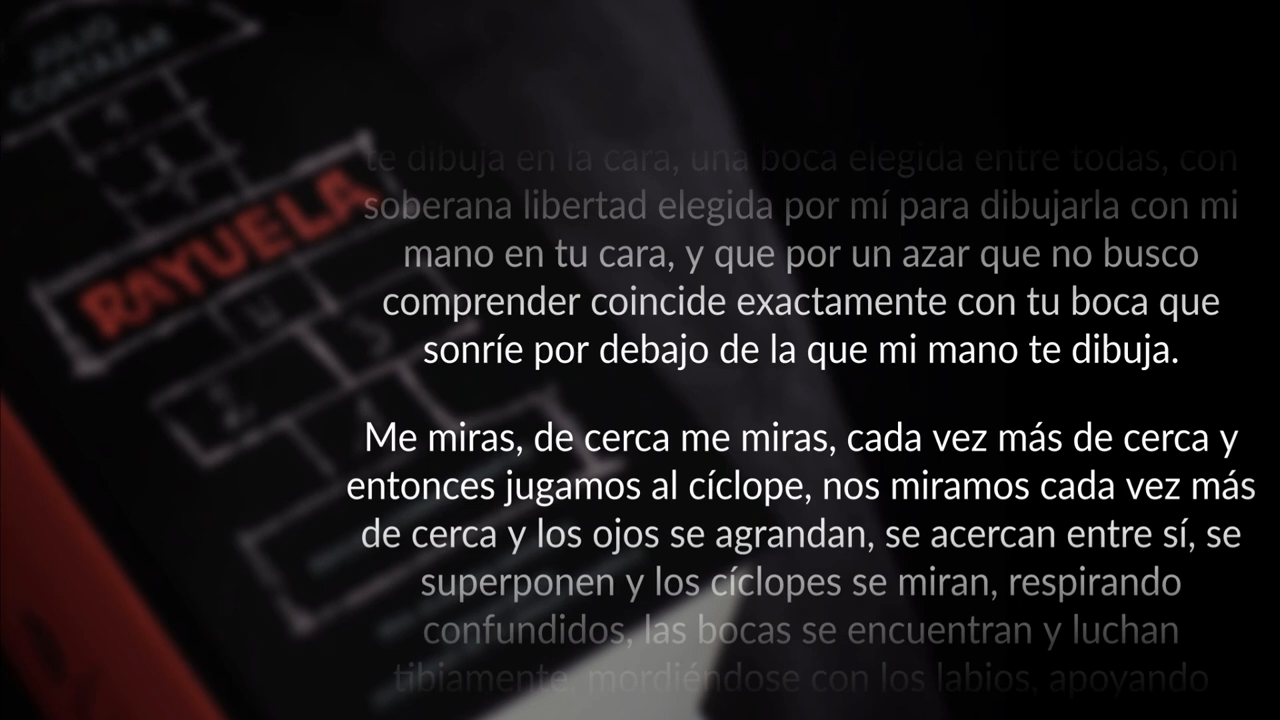 JULIO
CORTÁZAR
RAYUELA
te dibuja en la cara, una boca elegida entre todas, con
soberana libertad elegida por mí para dibujarla con mi
mano en tu cara, y que por un azar que no busco
comprender coincide exactamente con tu boca que
sonríe por debajo de la que mi mano te dibuja.
Me miras, de cerca me miras, cada vez más de cerca y
entonces jugamos al cíclope, nos miramos cada vez más
de cerca y los ojos se agrandan, se acercan entre sí, se
superponen y los cíclopes se miran, respirando
confundidos, las bocas se encuentran y luchan
tibiamente, mordiéndose con los labios, apoyando